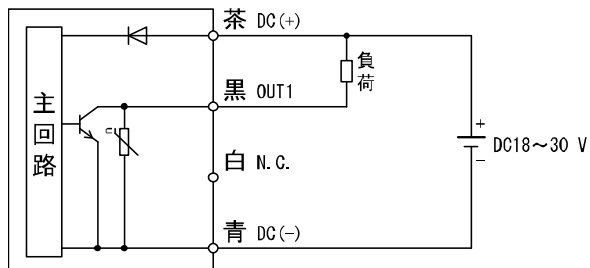 茶 DC(+)
負荷
黒 OUT1
主回路
U
+
DC18～30 V
−
白 N.C.
青 DC(−)